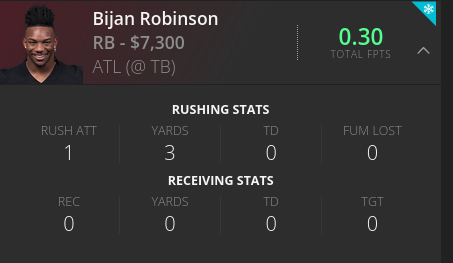 Bijan Robinson
RB - $7,300
ATL (@ TB)
0.30
TOTAL FPTS
RUSHING STATS
RUSH ATT YARDS TD FUM LOST
1 3 0 0
RECEIVING STATS
REC YARDS TD TGT
0 0 0 0